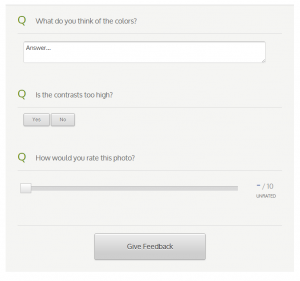 Q What do you think of the colors?
Answer...
Q Is the contrasts too high?
Yes No
Q How would you rate this photo?
- / 10
UNRATED
Give Feedback